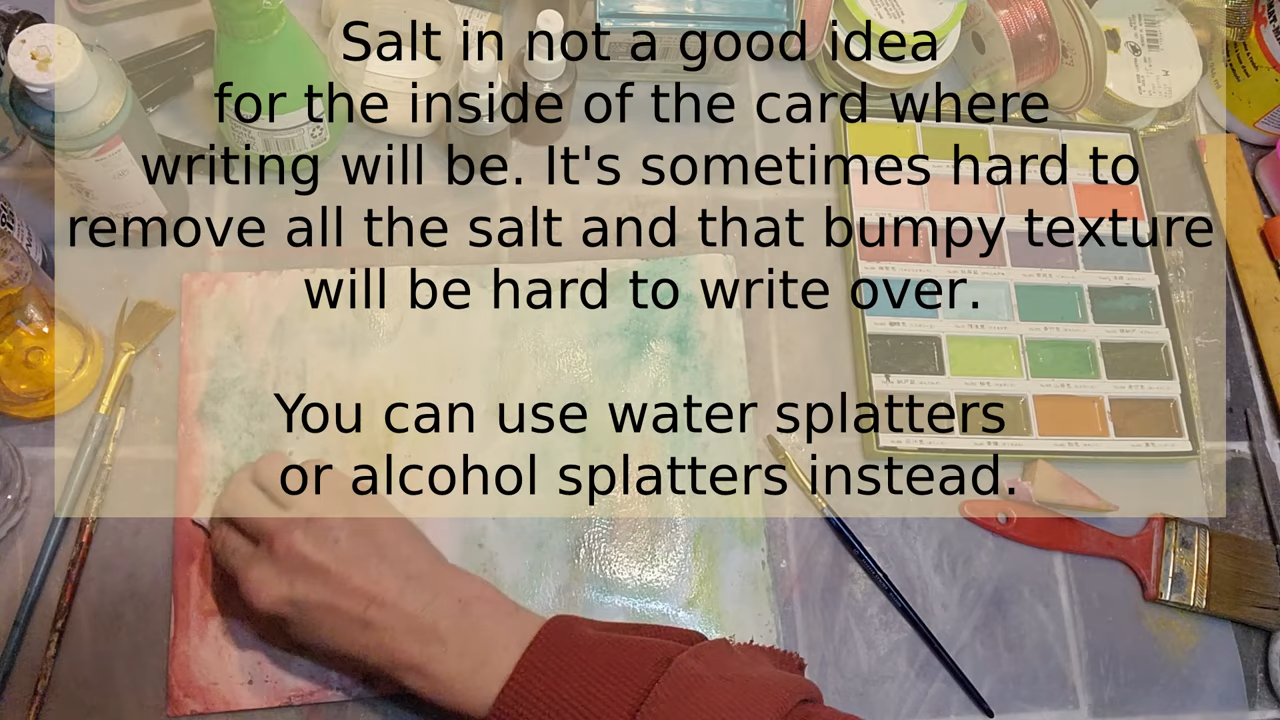 Salt in not a good idea
for the inside of the card where
writing will be. It's sometimes hard to
remove all the salt and that bumpy texture
will be hard to write over.
You can use water splatters
or alcohol splatters instead.